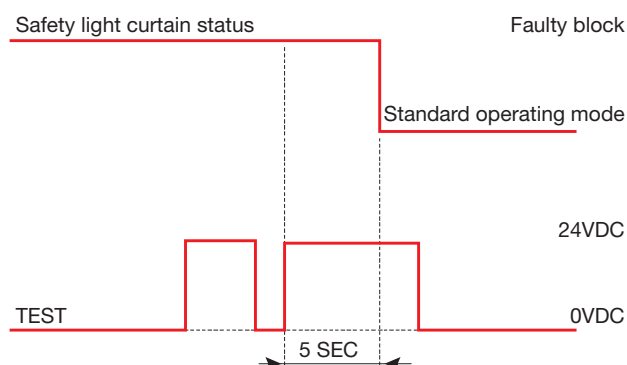 Safety light curtain status
Faulty block
Standard operating mode
24VDC
TEST
0VDC
5 SEC